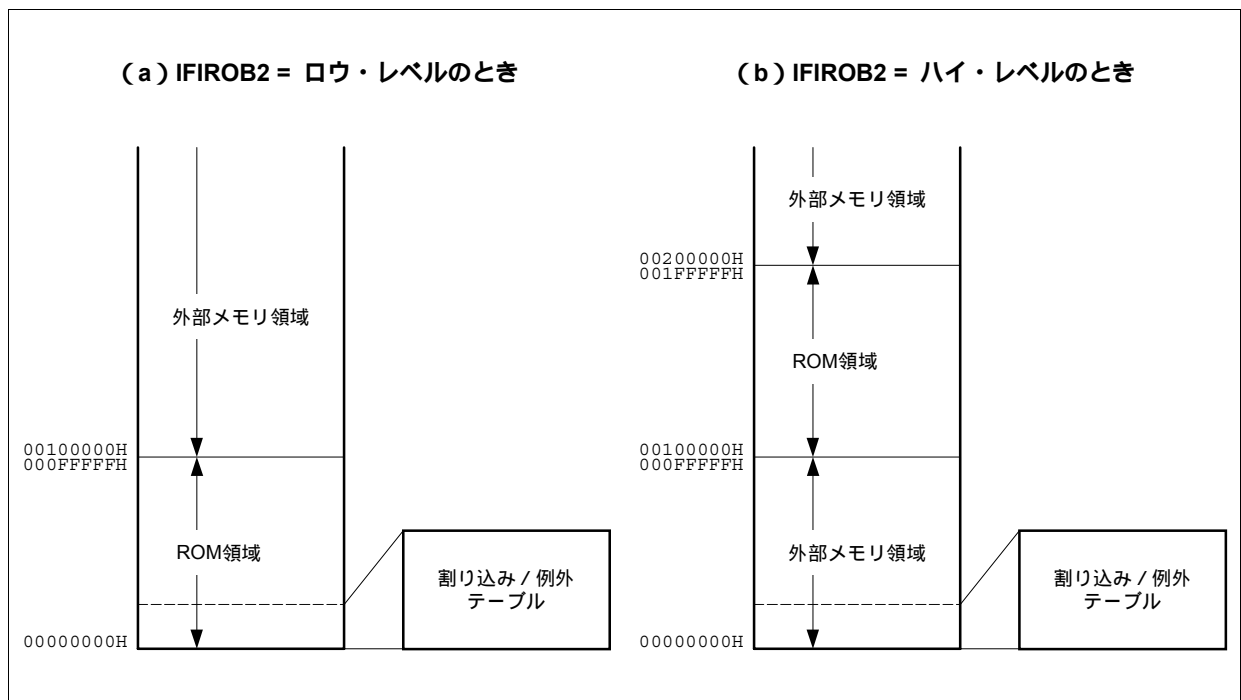 (a)IFIROB2 = ロウ・レベルのとき
外部メモリ領域
00100000H
000FFFFFH
ROM領域
割り込み / 例外
テーブル
00000000H
(b)IFIROB2 = ハイ・レベルのとき
外部メモリ領域
00200000H
001FFFFFH
ROM領域
00100000H
000FFFFFH
外部メモリ領域
割り込み / 例外
テーブル
00000000H